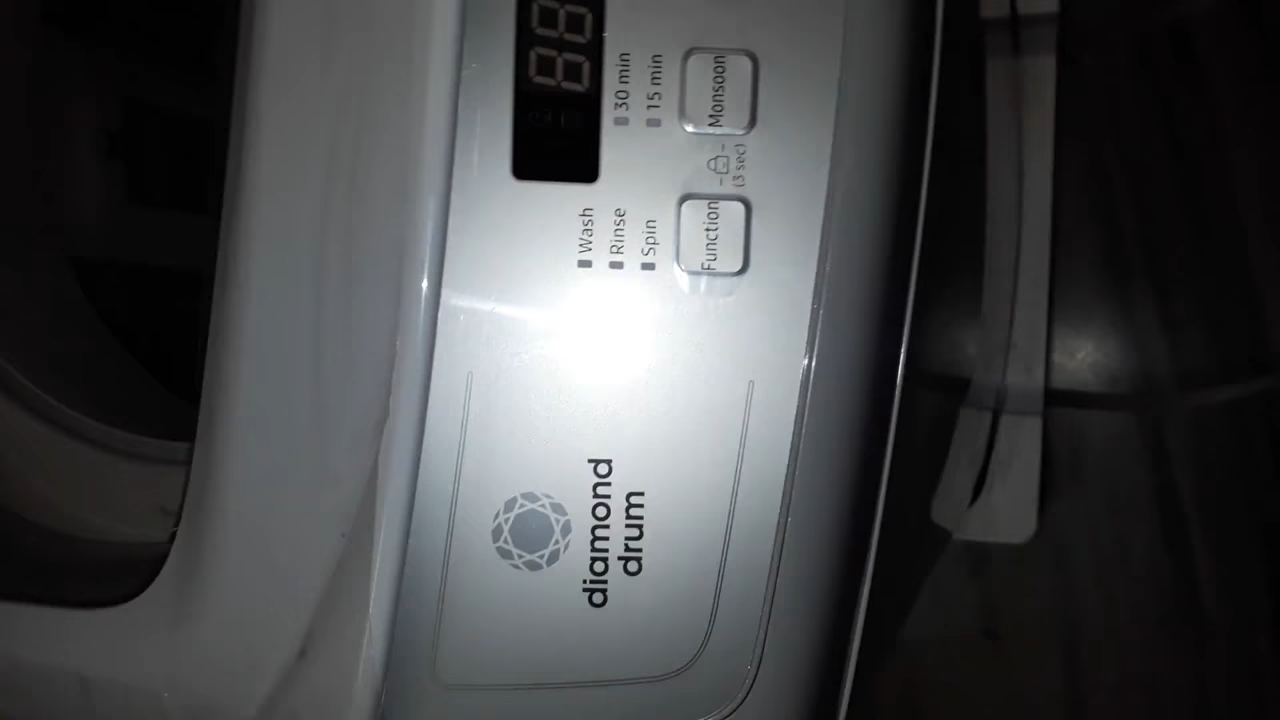 88
30 min
15 min
Monsoon
(3 sec)
Wash
Rinse
Spin
Function
diamond
drum